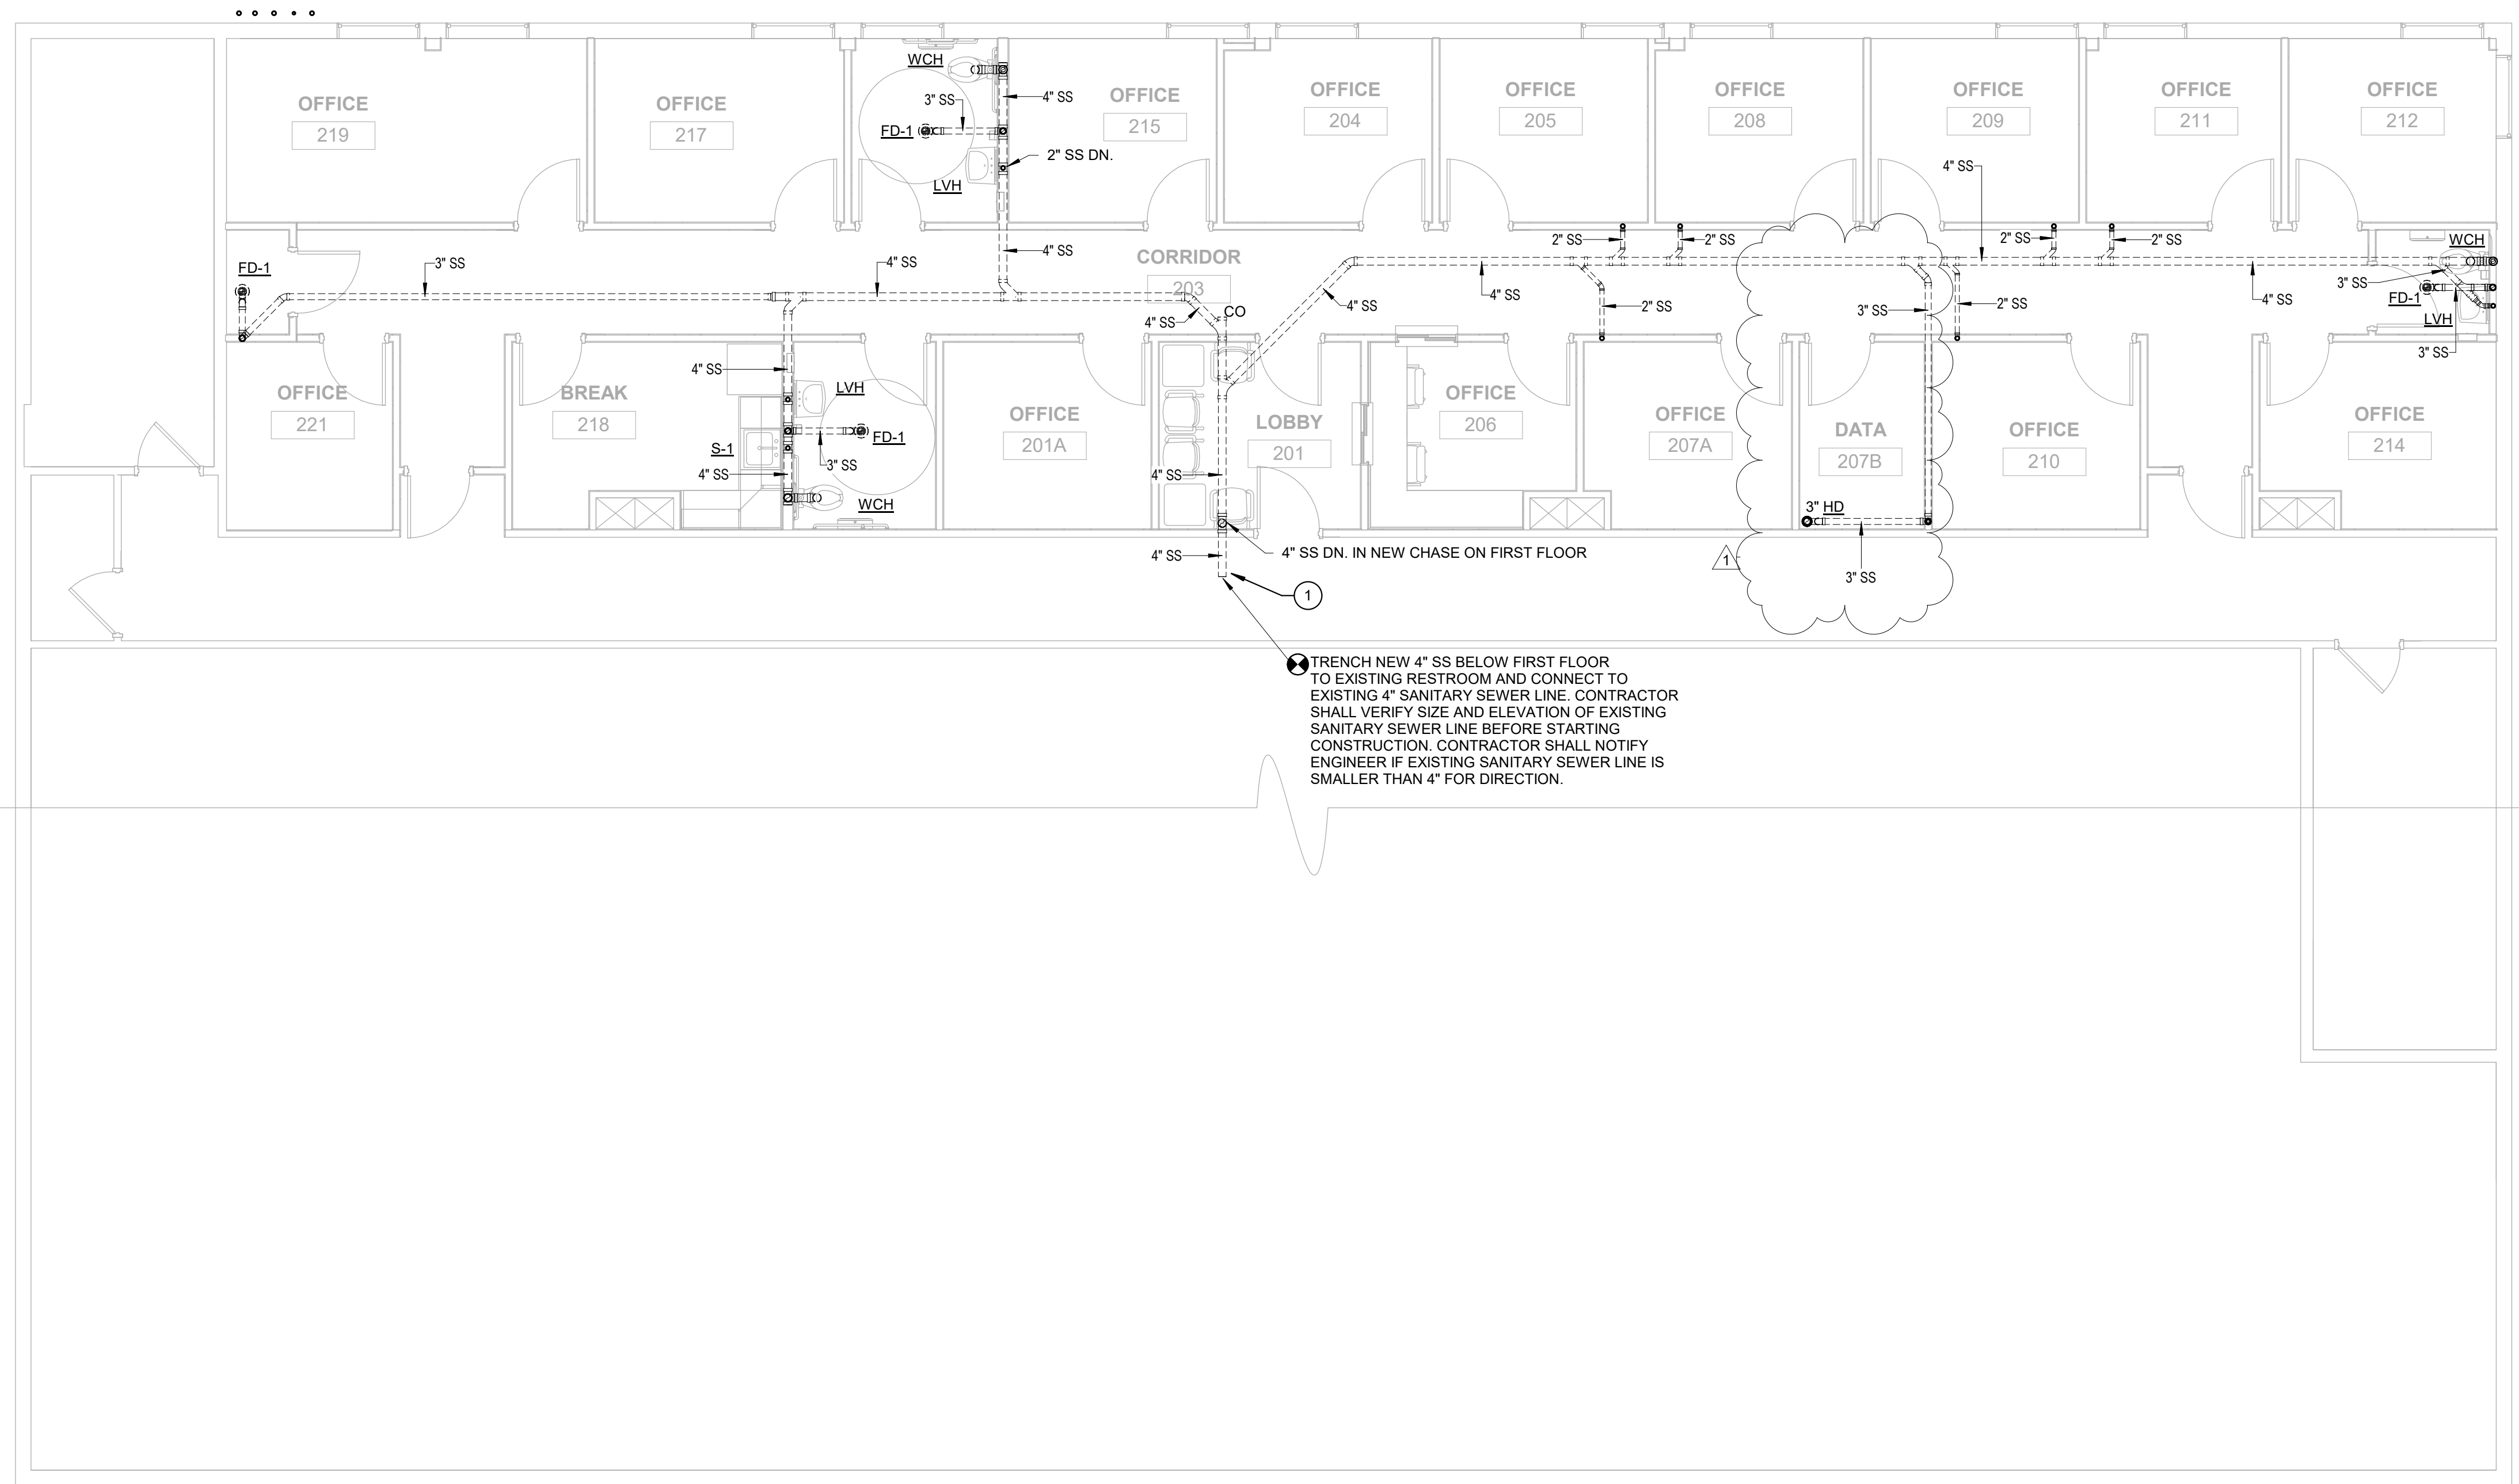 WCH
4" SS
OFFICE
219
OFFICE
217
3" SS
FD-1
OFFICE
215
OFFICE
204
OFFICE
205
OFFICE
208
OFFICE
209
OFFICE
211
OFFICE
212
2" SS DN.
LVH
4" SS
4" SS
CORRIDOR
203
2" SS
2" SS
2" SS
2" SS
WCH
FD-1
3" SS
4" SS
3" SS
FD-1
LVH
4" SS
4" SS
4" SS
4" SS
CO
2" SS
3" SS
2" SS
3" SS
4" SS
LVH
OFFICE
221
BREAK
218
S-1
FD-1
3" SS
4" SS
WCH
OFFICE
201A
LOBBY
201
4" SS
OFFICE
206
OFFICE
207A
DATA
207B
OFFICE
210
OFFICE
214
3" HD
4" SS
4" SS DN. IN NEW CHASE ON FIRST FLOOR
1
3" SS
1
TRENCH NEW 4" SS BELOW FIRST FLOOR
TO EXISTING RESTROOM AND CONNECT TO
EXISTING 4" SANITARY SEWER LINE. CONTRACTOR
SHALL VERIFY SIZE AND ELEVATION OF EXISTING
SANITARY SEWER LINE BEFORE STARTING
CONSTRUCTION. CONTRACTOR SHALL NOTIFY
ENGINEER IF EXISTING SANITARY SEWER LINE IS
SMALLER THAN 4" FOR DIRECTION.